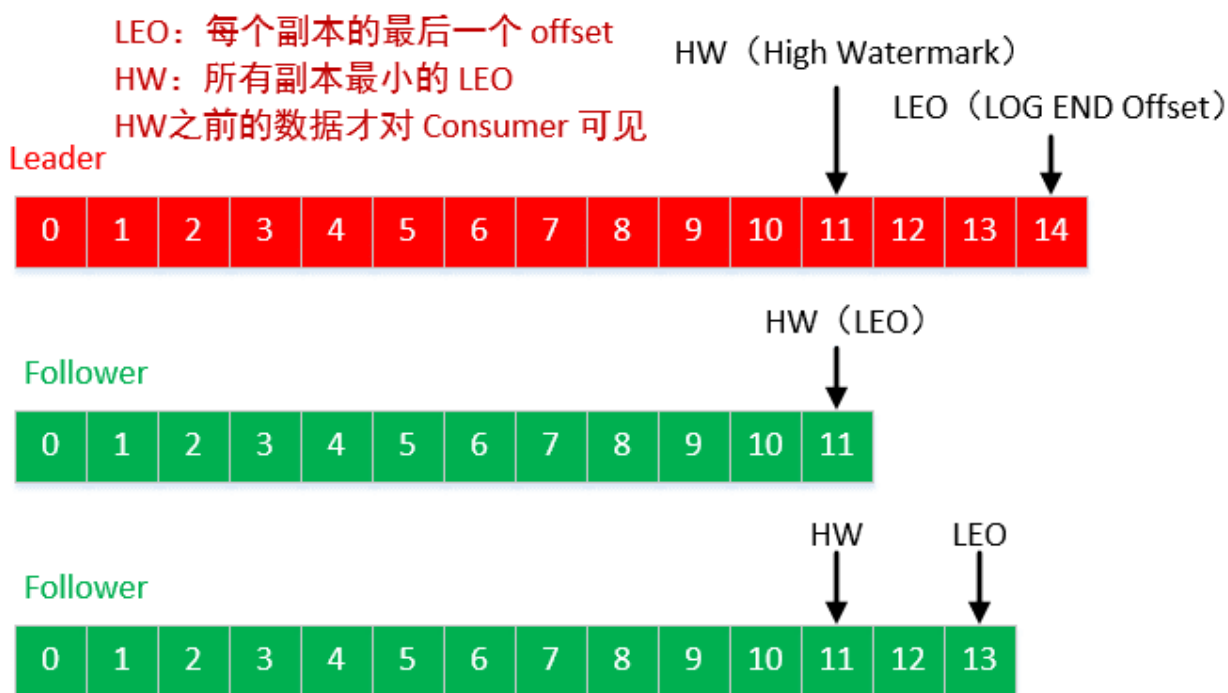 LEO：每个副本的最后一个 offset
HW：所有副本最小的 LEO
HW之前的数据才对 Consumer 可见
HW（High Watermark）
LEO（LOG END Offset）
Leader
0 1 2 3 4 5 6 7 8 9 10 11 12 13 14
HW（LEO）
Follower
0 1 2 3 4 5 6 7 8 9 10 11
HW LEO
Follower
0 1 2 3 4 5 6 7 8 9 10 11 12 13